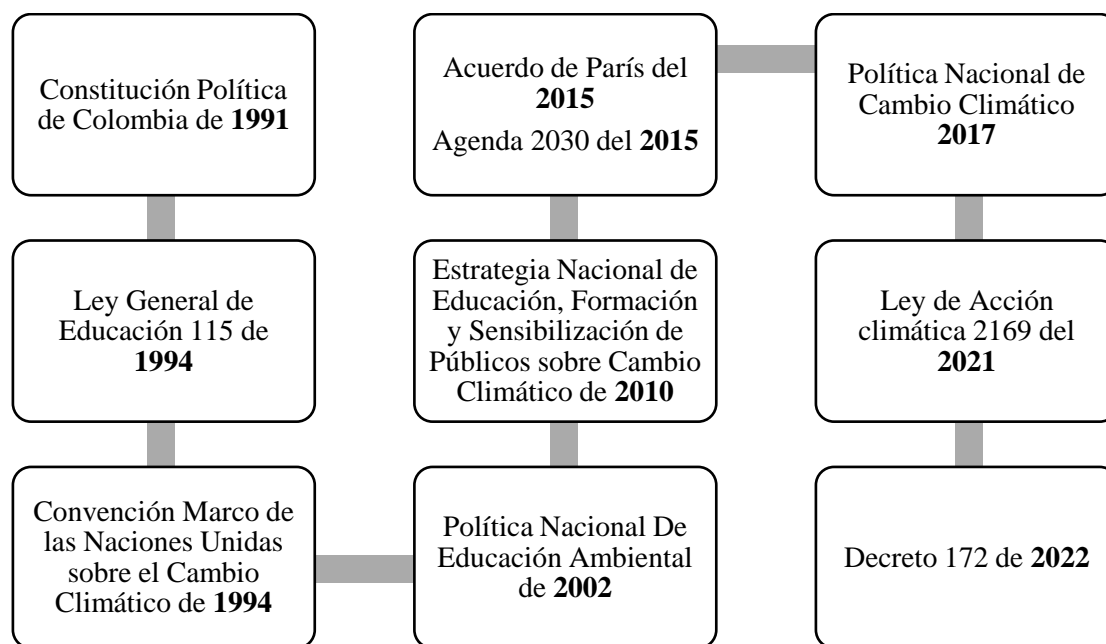 Constitución Política
de Colombia de 1991
Ley General de
Educación 115 de
1994
Convención Marco de
las Naciones Unidas
sobre el Cambio
Climático de 1994
Política Nacional De
Educación Ambiental
de 2002
Estrategia Nacional de
Educación, Formación
y Sensibilización de
Públicos sobre Cambio
Climático de 2010
Acuerdo de París del
2015
Agenda 2030 del 2015
Política Nacional de
Cambio Climático
2017
Ley de Acción
climática 2169 del
2021
Decreto 172 de 2022